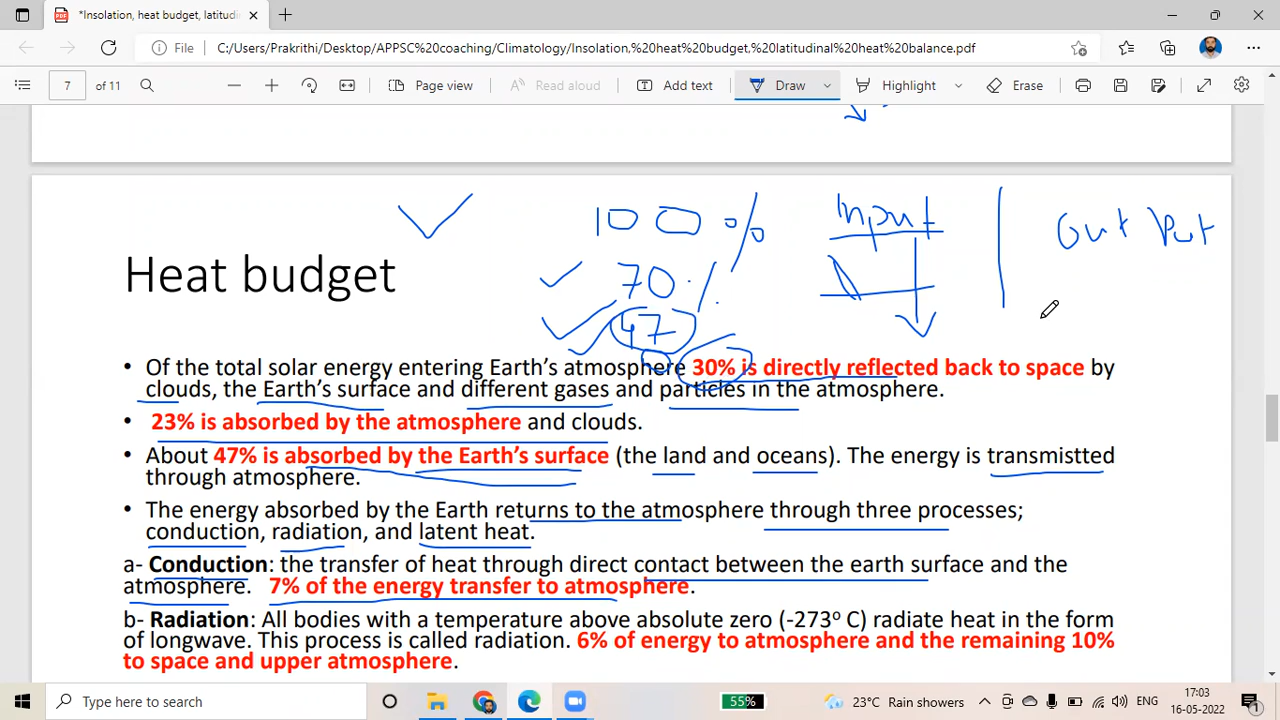 *Insolation, heat budget, latitudi
File
C:/Users/Prakrithi/Desktop/APPSC%20coaching/Climatology/Insolation,%20heat%20budget,%20latitudinal%20heat%20balance.pdf
7 of 11
Page view
Read aloud
Add text
Draw
Highlight
Erase
100%
70%
47
Input
Out Put
Heat budget
• Of the total solar energy entering Earth's atmosphere 30% is directly reflected back to space by
clouds, the Earth's surface and different gases and particles in the atmosphere.
• 23% is absorbed by the atmosphere and clouds.
• About 47% is absorbed by the Earth's surface (the land and oceans). The energy is transmistted
through atmosphere.
• The energy absorbed by the Earth returns to the atmosphere through three processes;
conduction, radiation, and latent heat.
a- Conduction: the transfer of heat through direct contact between the earth surface and the
atmosphere. 7% of the energy transfer to atmosphere.
b- Radiation: All bodies with a temperature above absolute zero (-273º C) radiate heat in the form
of longwave. This process is called radiation. 6% of energy to atmosphere and the remaining 10%
to space and upper atmosphere.
Type here to search
55%
23°C Rain showers
ENG
17:03
16-05-2022